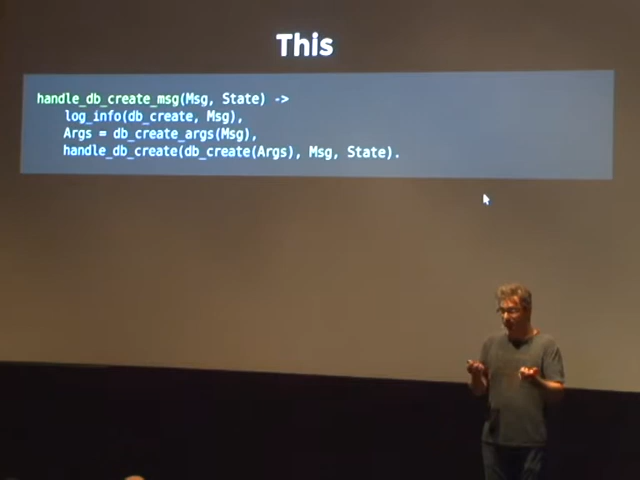 This
handle_db_create_msg(Msg, State) ->
log_info(db_create, Msg),
Args = db_create_args(Msg),
handle_db_create(db_create(Args), Msg, State).